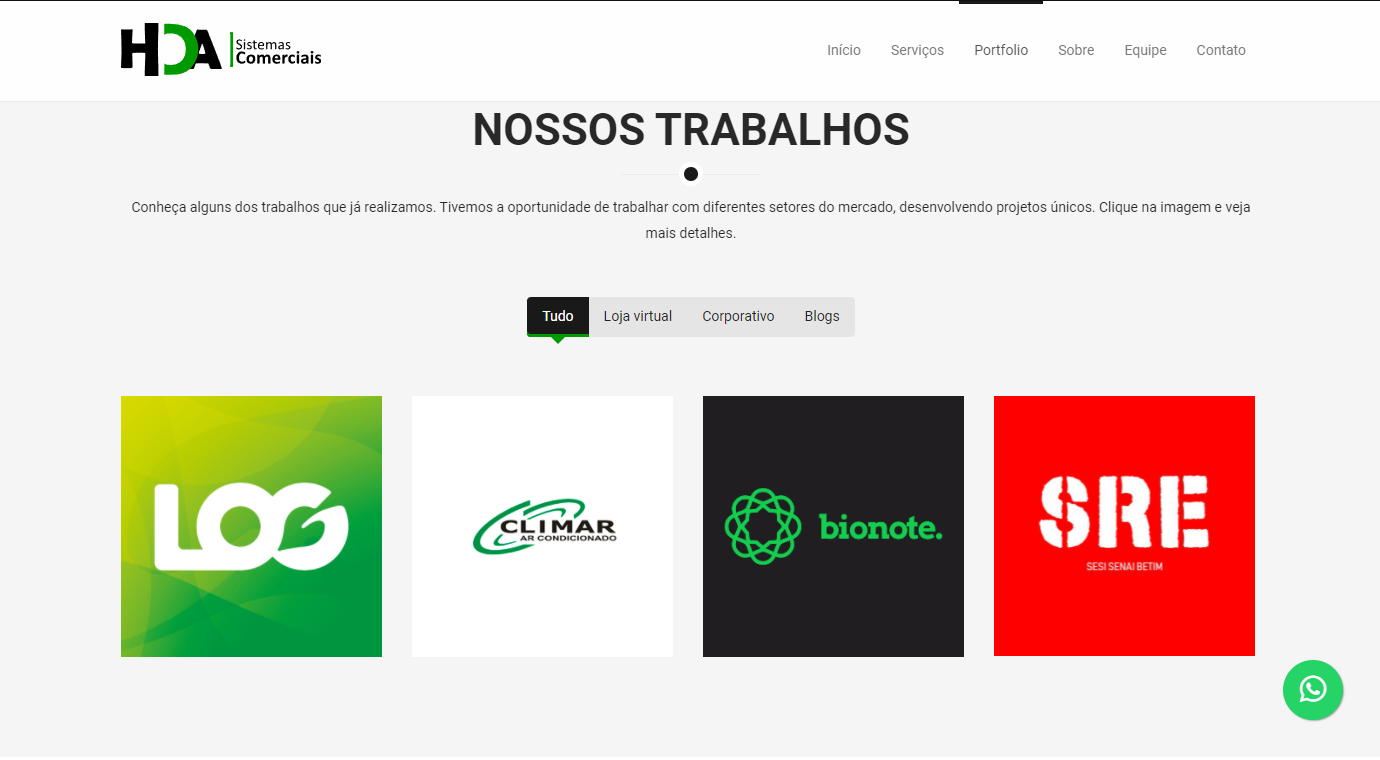 HDA Sistemas
Comerciais
Início Serviços Portfolio Sobre Equipe Contato
NOSSOS TRABALHOS
Conheça alguns dos trabalhos que já realizamos. Tivemos a oportunidade de trabalhar com diferentes setores do mercado, desenvolvendo projetos únicos. Clique na imagem e veja
mais detalhes.
Tudo Loja virtual Corporativo Blogs
LOG
CLIMAR
AR CONDICIONADO
bionote.
SRE
SESI SENAI BETIM